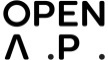 OPEN
Λ .P .